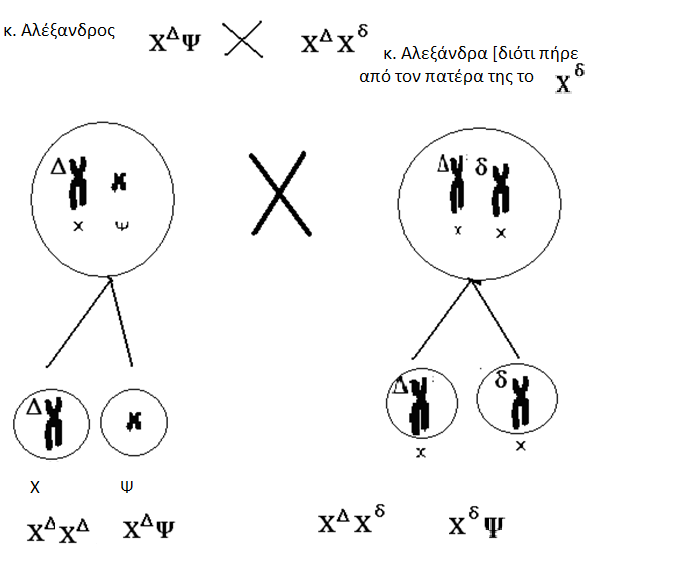 κ. Αλέξανδρος Χ^Δ Ψ Χ^Δ Χ^δ
κ. Αλεξάνδρα [διότι πήρε
από τον πατέρα της το Χ^δ
Δ Δ δ
Χ Ψ Χ Χ
Δ Δ δ
Χ Ψ Χ Χ
Χ^Δ Χ^Δ Χ^Δ Ψ Χ^Δ Χ^δ Χ^δ Ψ